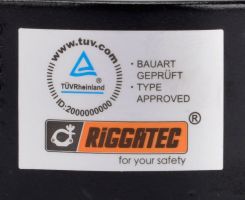 www.tuv.com
TÜVRheinland
ID:2000000000
• BAUART
GEPRÜFT
• TYPE
APPROVED
RIGGATEC®
for your safety